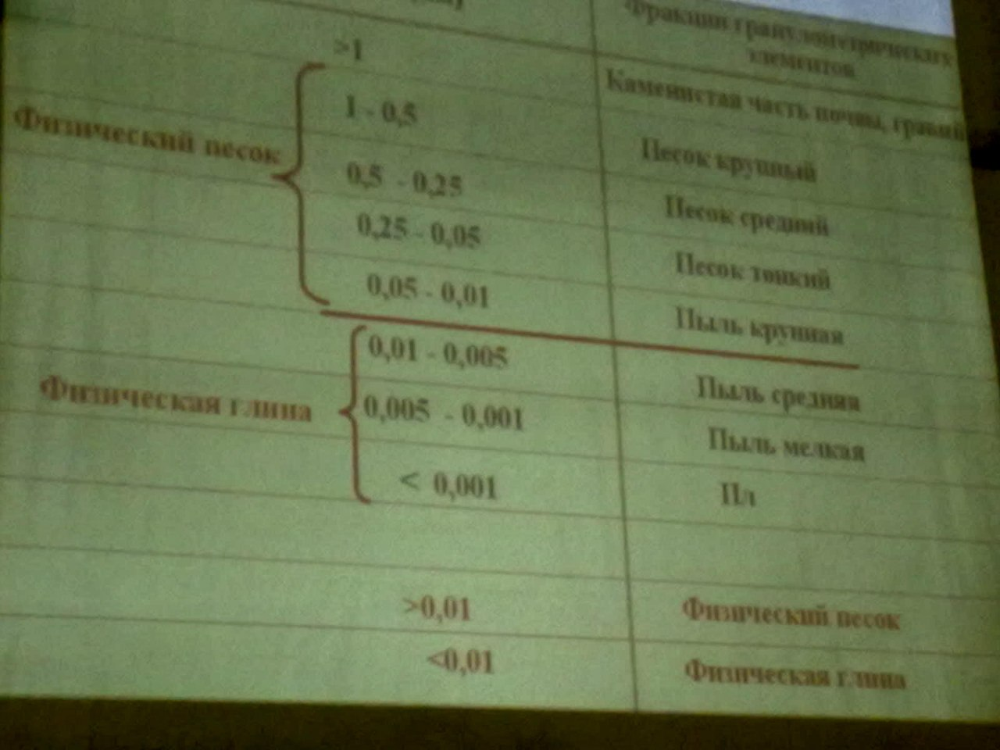 Фракции гранулометрических
элементов
>1 Каменистая часть почвы, гравий
1 - 0,5 Песок крупный
Физический песок
0,5 - 0,25 Песок средний
0,25 - 0,05 Песок тонкий
0,05 - 0,01 Пыль крупная
0,01 - 0,005 Пыль средняя
Физическая глина
0,005 - 0,001 Пыль мелкая
< 0,001 Ил
>0,01 Физический песок
<0,01 Физическая глина